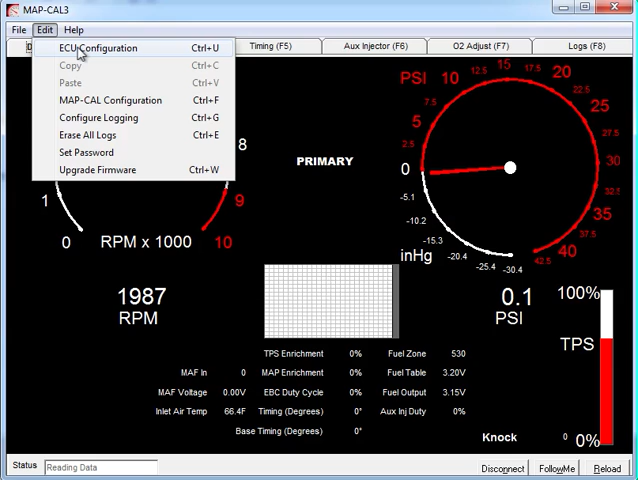 MAP-CAL3
File Edit Help
ECU Configuration Ctrl+U
Copy Ctrl+C
Paste Ctrl+V
MAP-CAL Configuration Ctrl+F
Configure Logging Ctrl+G
Erase All Logs Ctrl+E
Set Password
Upgrade Firmware Ctrl+W
Timing (F5) Aux Injector (F6) O2 Adjust (F7) Logs (F8)
0 1 8 9 10
RPM x 1000
1987
RPM
PRIMARY
PSI
0 2.5 5 7.5 10 12.5 15 17.5 20 22.5 25 27.5 30 32.5 35 37.5 40 42.5
-5.1 -10.2 -15.3 -20.4 -25.4 -30.4
inHg
0.1
PSI
100%
TPS
0%
TPS Enrichment 0% Fuel Zone 530
MAF In 0 MAP Enrichment 0% Fuel Table 3.20V
MAF Voltage 0.00V EBC Duty Cycle 0% Fuel Output 3.15V
Inlet Air Temp 66.4F Timing (Degrees) 0° Aux Inj Duty 0%
Base Timing (Degrees) 0°
Knock 0
Status Reading Data Disconnect FollowMe Reload